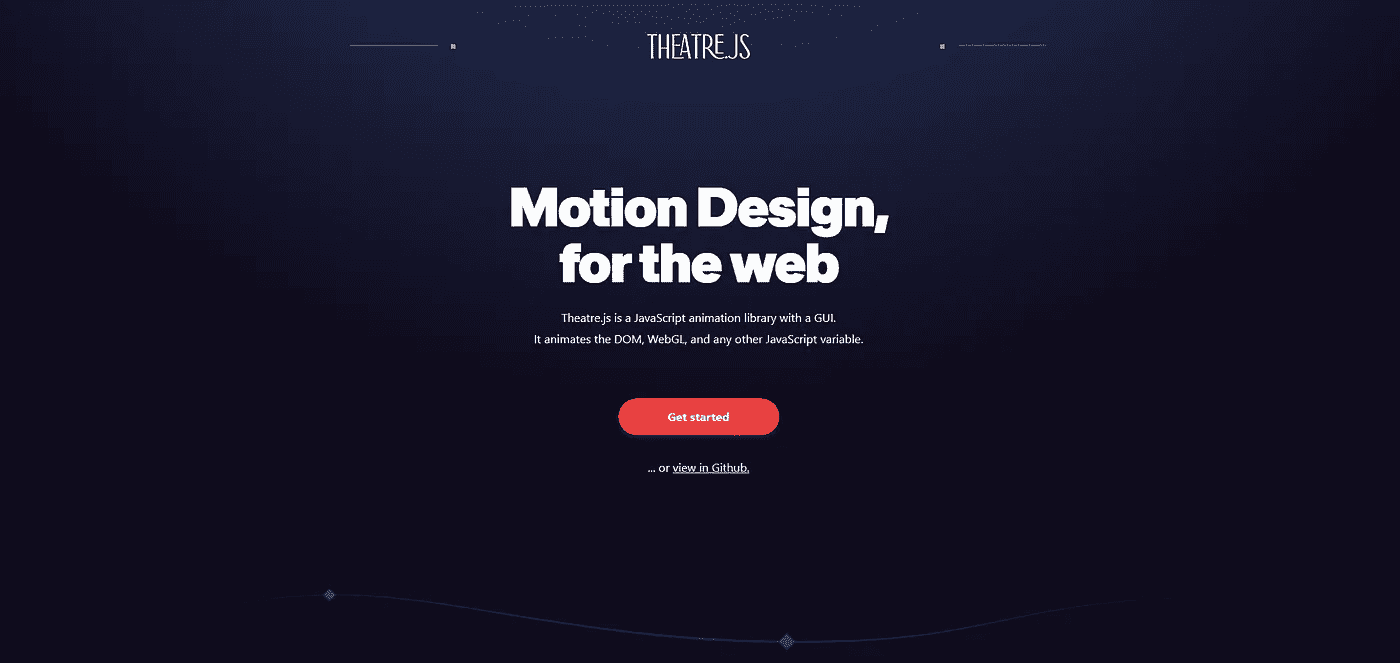 THEATRE.JS
Motion Design,
for the web
Theatre.js is a JavaScript animation library with a GUI.
It animates the DOM, WebGL, and any other JavaScript variable.
Get started
... or view in Github.